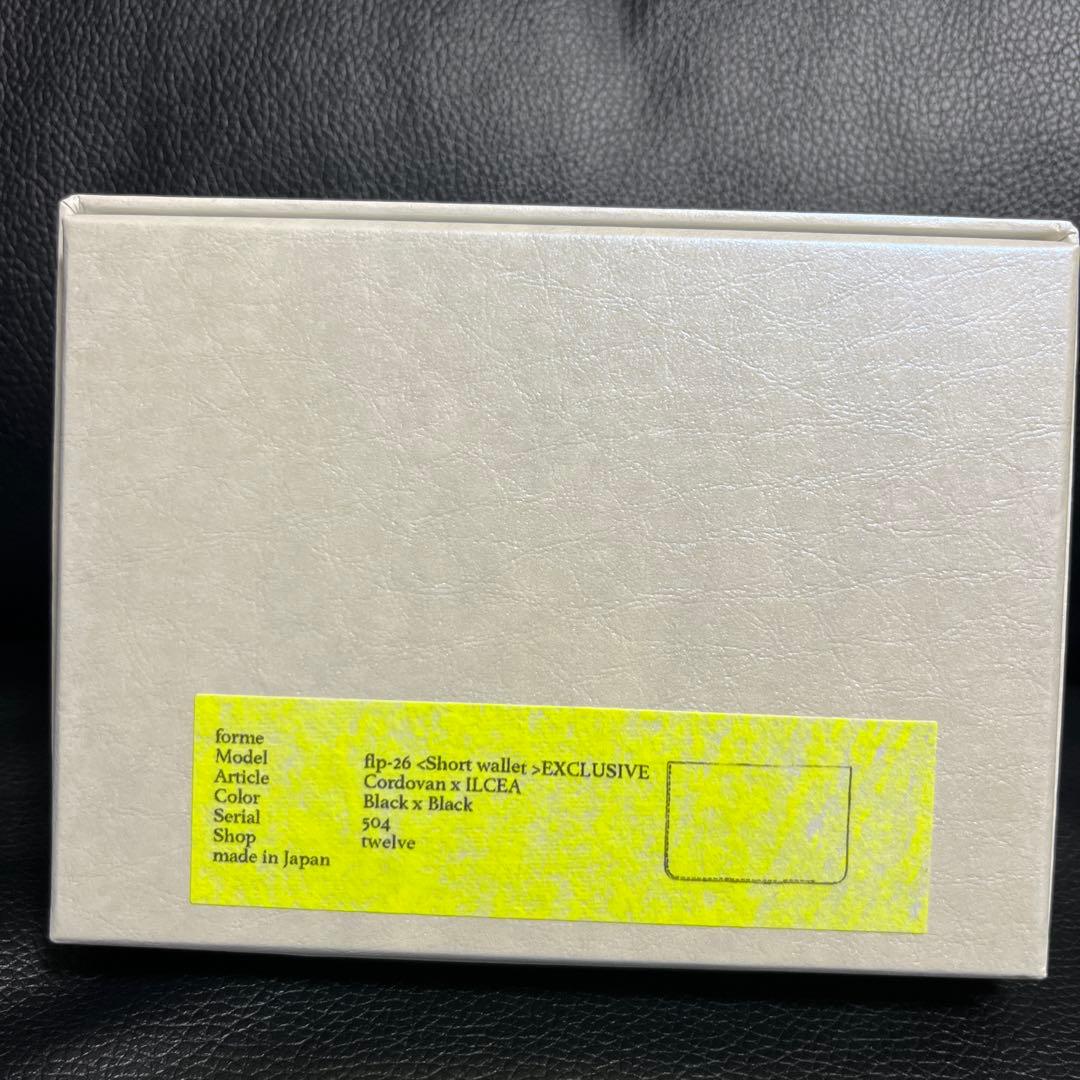 forme
Model flp-26 <Short wallet >EXCLUSIVE
Article Cordovan x ILCEA
Color Black x Black
Serial 504
Shop twelve
made in Japan